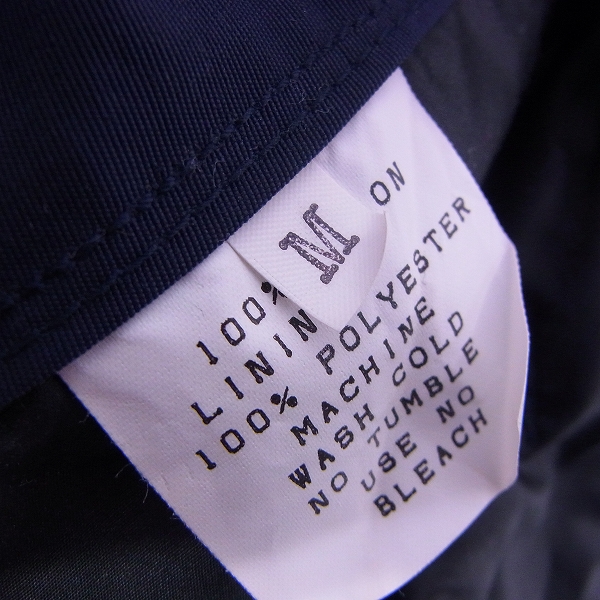 M
100% ON
LININ
100% POLYESTER
MACHINE
WASH COLD
TUMBLE
NO USE NO
BLEACH